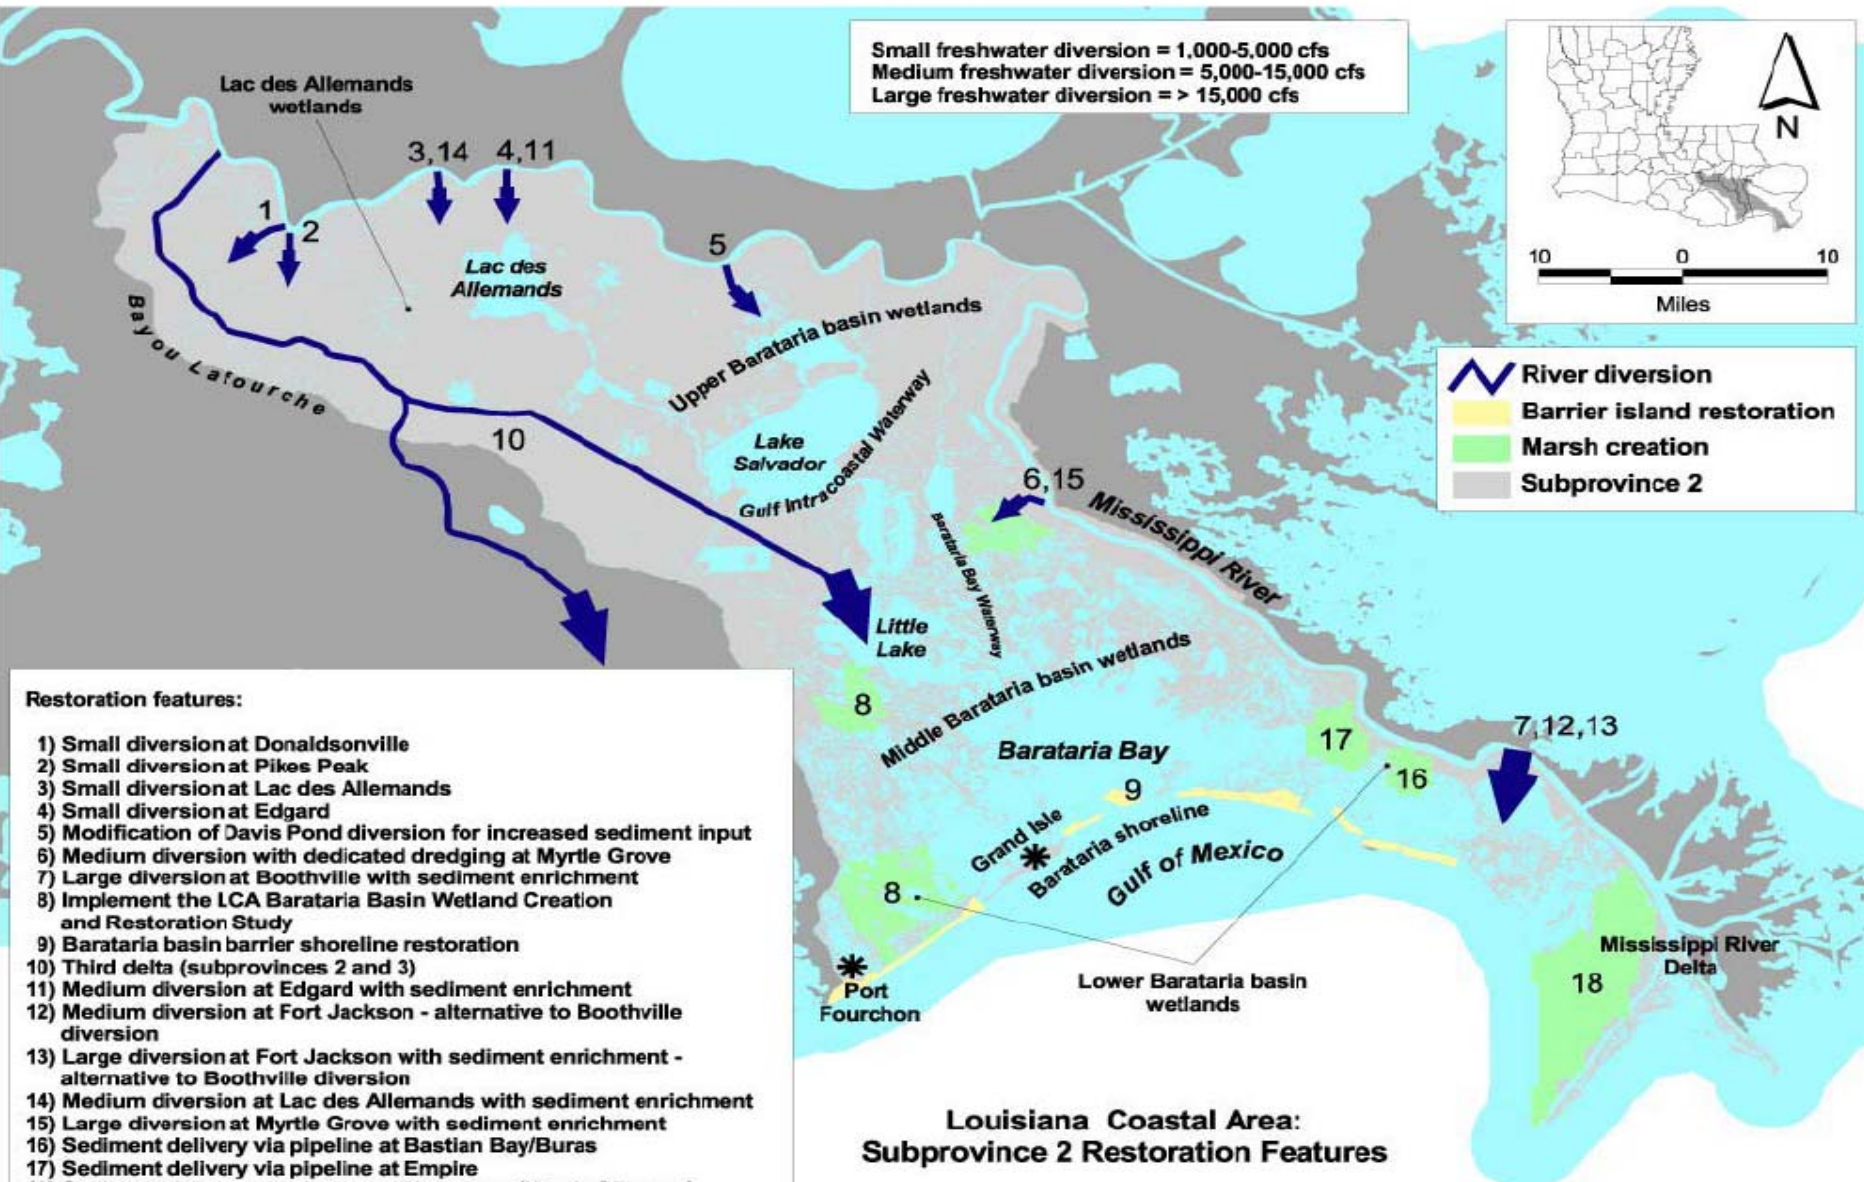 Small freshwater diversion = 1,000-5,000 cfs
Medium freshwater diversion = 5,000-15,000 cfs
Large freshwater diversion = > 15,000 cfs
N
10 0 10
Miles
River diversion
Barrier island restoration
Marsh creation
Subprovince 2
Lac des Allemands
wetlands
3,14
4,11
1
2
5
Lac des
Allemands
Bayou Lafourche
Upper Barataria basin wetlands
10
Lake
Salvador
Gulf Intracoastal Waterway
6,15
Mississippi River
Barataria Bay Waterway
Little
Lake
8
Middle Barataria basin wetlands
Barataria Bay
17
16
7,12,13
9
Grand Isle
Barataria shoreline
Gulf of Mexico
8
Port
Fourchon
Lower Barataria basin
wetlands
Mississippi River
Delta
18
Restoration features:
1) Small diversion at Donaldsonville
2) Small diversion at Pikes Peak
3) Small diversion at Lac des Allemands
4) Small diversion at Edgard
5) Modification of Davis Pond diversion for increased sediment input
6) Medium diversion with dedicated dredging at Myrtle Grove
7) Large diversion at Boothville with sediment enrichment
8) Implement the LCA Barataria Basin Wetland Creation
and Restoration Study
9) Barataria basin barrier shoreline restoration
10) Third delta (subprovinces 2 and 3)
11) Medium diversion at Edgard with sediment enrichment
12) Medium diversion at Fort Jackson - alternative to Boothville
diversion
13) Large diversion at Fort Jackson with sediment enrichment -
alternative to Boothville diversion
14) Medium diversion at Lac des Allemands with sediment enrichment
15) Large diversion at Myrtle Grove with sediment enrichment
16) Sediment delivery via pipeline at Bastian Bay/Buras
17) Sediment delivery via pipeline at Empire
Louisiana Coastal Area:
Subprovince 2 Restoration Features